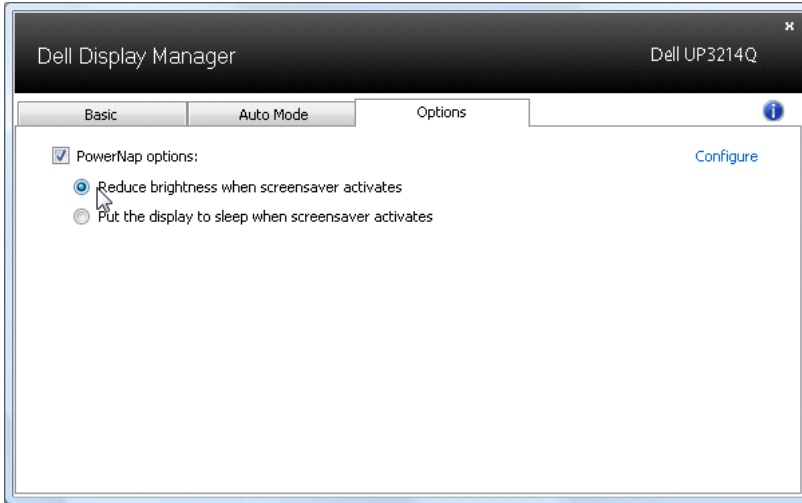 Dell Display Manager
Dell UP3214Q
Basic
Auto Mode
Options
PowerNap options:
Configure
Reduce brightness when screensaver activates
Put the display to sleep when screensaver activates